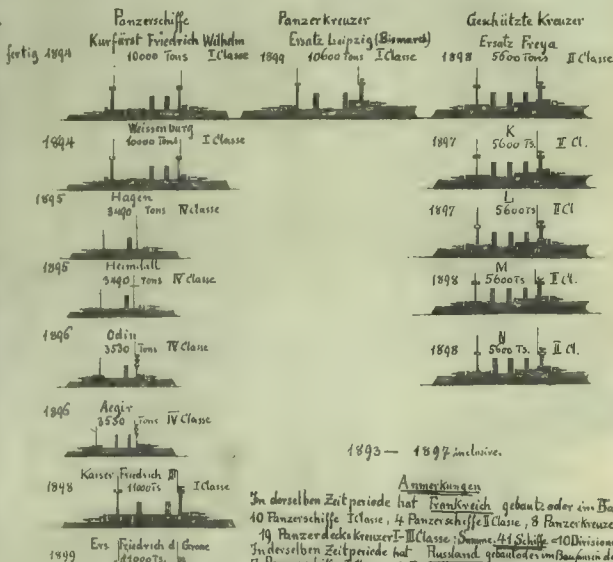 Panzerschiffe
Kurfürst Friedrich Wilhelm
fertig 1894 10000 Tons I Classe
Weissenburg
1894 10000 Tons I Classe
Hagen
1895 3490 Tons IV Classe
Heimdall
1895 3490 Tons IV Classe
Odin
1896 3530 Tons IV Classe
Aegir
1896 3530 Tons IV Classe
Kaiser Friedrich III
1898 11000 Ts I Classe
Ers. Friedrich d. Grosse
1899 11000 Ts.
Panzerkreuzer
Ersatz Leipzig (Bismarck)
1899 10600 Tons I Classe
Geschützte Kreuzer
Ersatz Freya
1898 5600 Tons II Classe
K
1897 5600 Ts. II Cl.
L
1897 5600 Ts II Cl
M
1898 5600 Ts II Cl.
N
1898 5600 Ts. II Cl.
1893 — 1897 inclusive.
Anmerkungen
In derselben Zeitperiode hat Frankreich gebaut oder im Ba
10 Panzerschiffe I Classe, 4 Panzerschiffe II Classe, 8 Panzerkreuze
19 Panzerdeckskreuzer I-III Classe; Summe: 41 Schiffe = 10 Division
In derselben Zeitperiode hat Russland gebaut oder im Bau